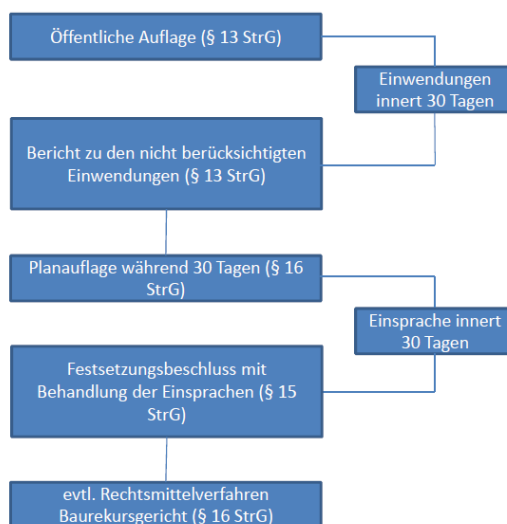 Öffentliche Auflage (§ 13 StrG)
Einwendungen
innert 30 Tagen
Bericht zu den nicht berücksichtigten
Einwendungen (§ 13 StrG)
Planauflage während 30 Tagen (§ 16
StrG)
Einsprache innert
30 Tagen
Festsetzungsbeschluss mit
Behandlung der Einsprachen (§ 15
StrG)
evtl. Rechtsmittelverfahren
Baurekursgericht (§ 16 StrG)